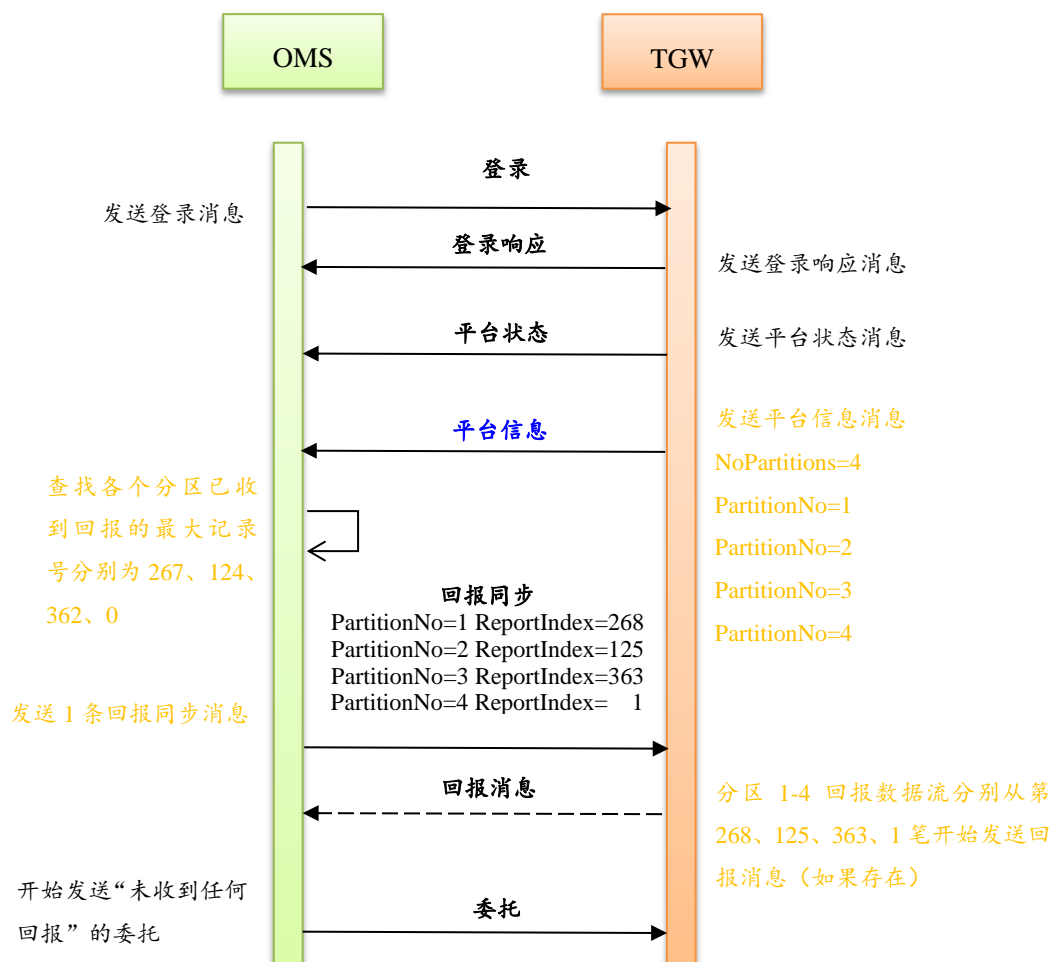 OMS
TGW
登录
发送登录消息
登录响应
发送登录响应消息
平台状态
发送平台状态消息
平台信息
发送平台信息消息
NoPartitions=4
PartitionNo=1
PartitionNo=2
PartitionNo=3
PartitionNo=4
查找各个分区已收
到回报的最大记录
号分别为 267、124、
362、0
回报同步
PartitionNo=1 ReportIndex=268
PartitionNo=2 ReportIndex=125
PartitionNo=3 ReportIndex=363
PartitionNo=4 ReportIndex= 1
发送 1 条回报同步消息
回报消息
分区 1-4 回报数据流分别从第
268、125、363、1 笔开始发送回
报消息（如果存在）
开始发送“未收到任何
回报”的委托
委托